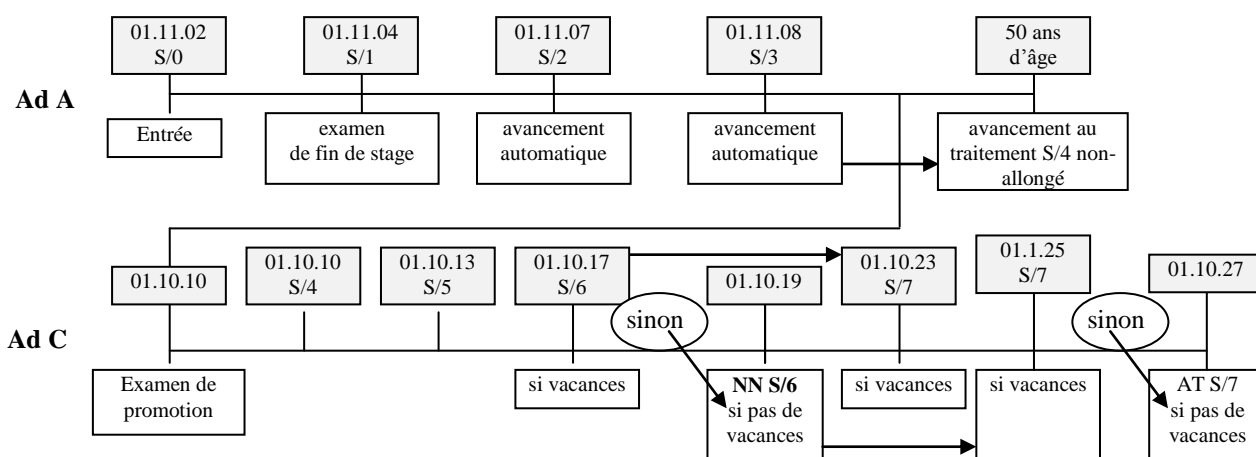 01.11.02
S/0
01.11.04
S/1
01.11.07
S/2
01.11.08
S/3
50 ans
d’âge
Ad A
Entrée
examen
de fin de stage
avancement
automatique
avancement
automatique
avancement au
traitement S/4 non-
allongé
01.10.10
01.10.10
S/4
01.10.13
S/5
01.10.17
S/6
01.10.19
01.10.23
S/7
01.1.25
S/7
01.10.27
sinon
sinon
Ad C
Examen de
promotion
si vacances
NN S/6
si pas de
vacances
si vacances
si vacances
AT S/7
si pas de
vacances